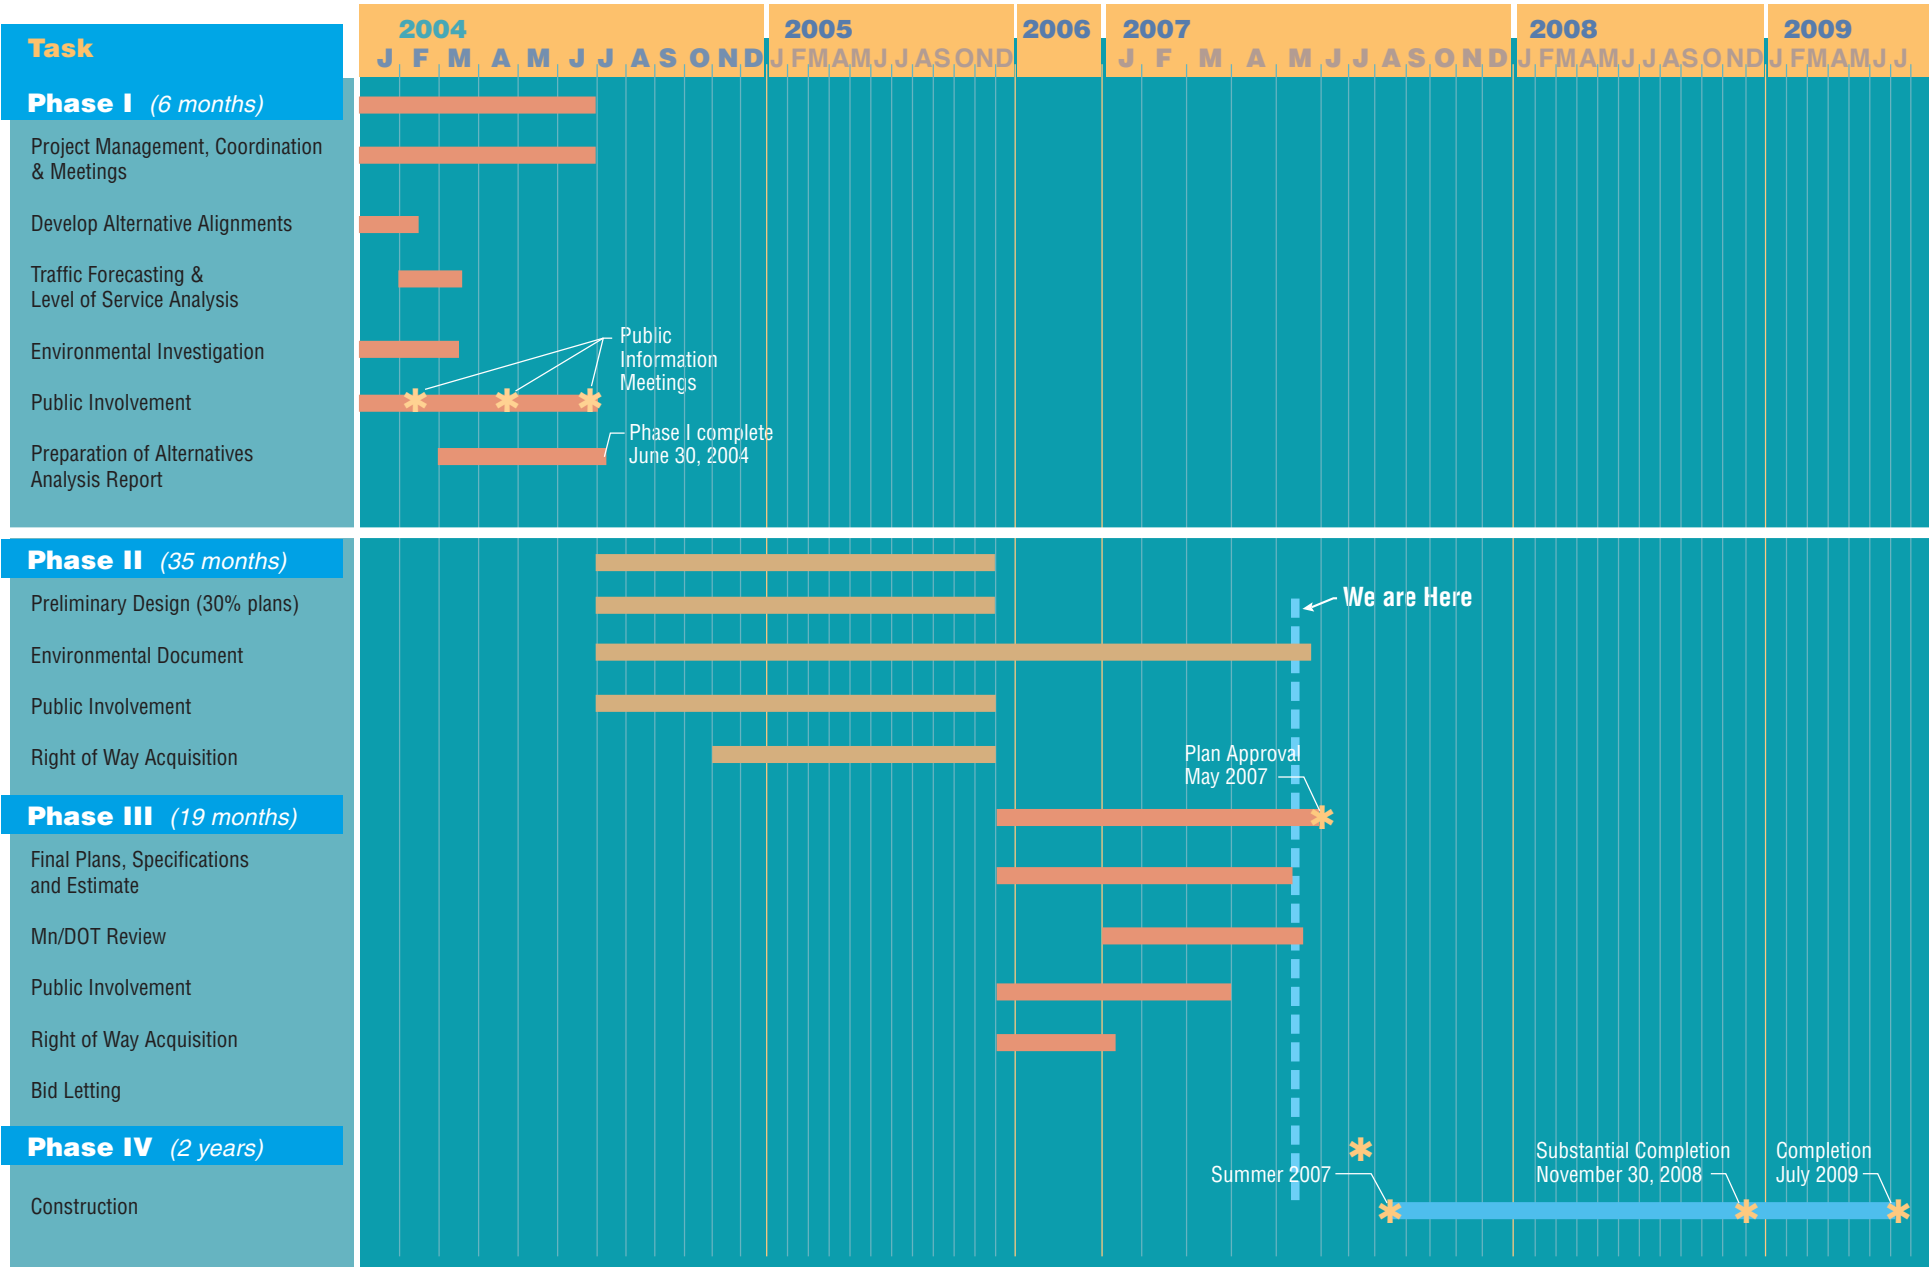 Task
2004 2005 2006 2007 2008 2009
J F M A M J J A S O N D J F M A M J J A S O N D J F M A M J J A S O N D J F M A M J J A S O N D J F M A M J J
Phase I (6 months)
Project Management, Coordination
& Meetings
Develop Alternative Alignments
Traffic Forecasting &
Level of Service Analysis
Environmental Investigation
Public
Information
Meetings
Public Involvement
Phase I complete
June 30, 2004
Preparation of Alternatives
Analysis Report
Phase II (35 months)
We are Here
Preliminary Design (30% plans)
Environmental Document
Public Involvement
Right of Way Acquisition
Plan Approval
May 2007
Phase III (19 months)
Final Plans, Specifications
and Estimate
Mn/DOT Review
Public Involvement
Right of Way Acquisition
Bid Letting
Phase IV (2 years)
Summer 2007
Substantial Completion
November 30, 2008
Completion
July 2009
Construction